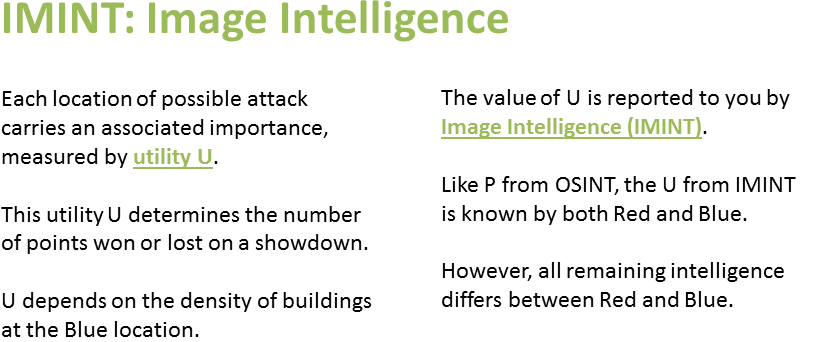 IMINT: Image Intelligence
Each location of possible attack
carries an associated importance,
measured by utility U.
This utility U determines the number
of points won or lost on a showdown.
U depends on the density of buildings
at the Blue location.
The value of U is reported to you by
Image Intelligence (IMINT).
Like P from OSINT, the U from IMINT
is known by both Red and Blue.
However, all remaining intelligence
differs between Red and Blue.